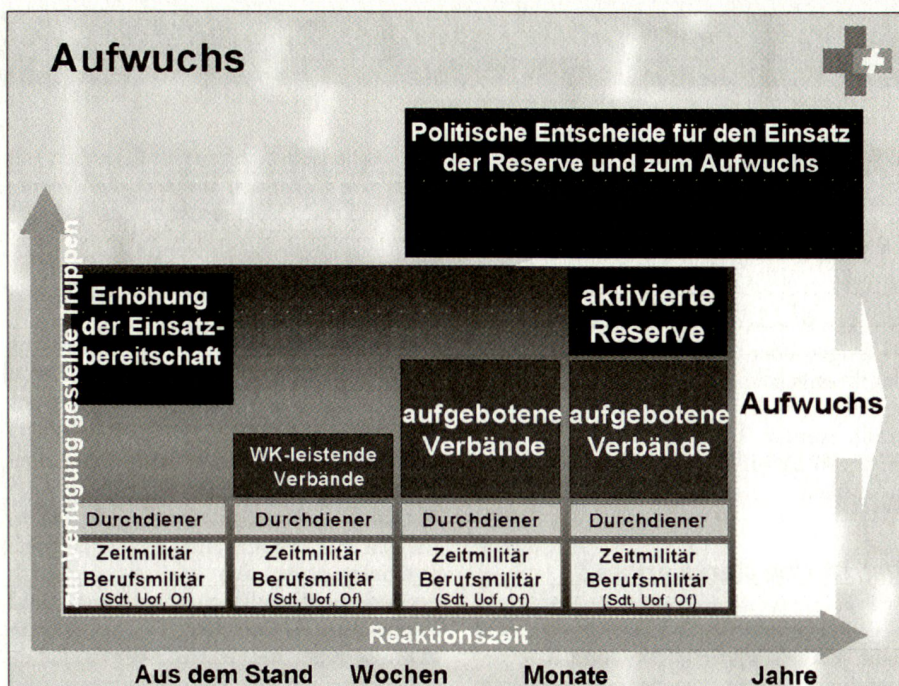 Aufwuchs
Politische Entscheide für den Einsatz
der Reserve und zum Aufwuchs
zur Verfügung gestellte Truppen
Erhöhung
der Einsatz-
bereitschaft
WK-leistende
Verbände
aufgebotene
Verbände
aktivierte
Reserve
aufgebotene
Verbände
Aufwuchs
Durchdiener
Durchdiener
Durchdiener
Durchdiener
Zeitmilitär
Berufsmilitär
(Sdt, Uof, Of)
Zeitmilitär
Berufsmilitär
(Sdt, Uof, Of)
Zeitmilitär
Berufsmilitär
(Sdt, Uof, Of)
Zeitmilitär
Berufsmilitär
(Sdt, Uof, Of)
Reaktionszeit
Aus dem Stand
Wochen
Monate
Jahre